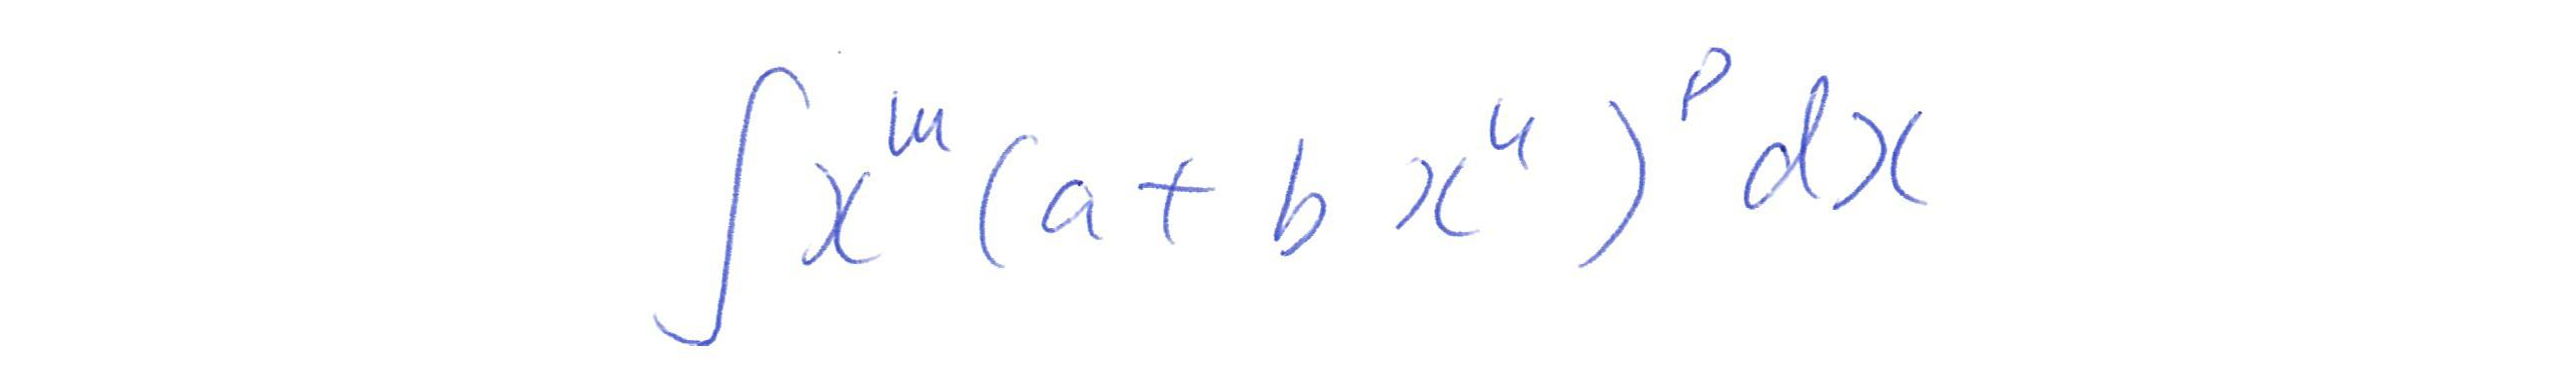 ∫ x^m (a + b x^n)^p dx